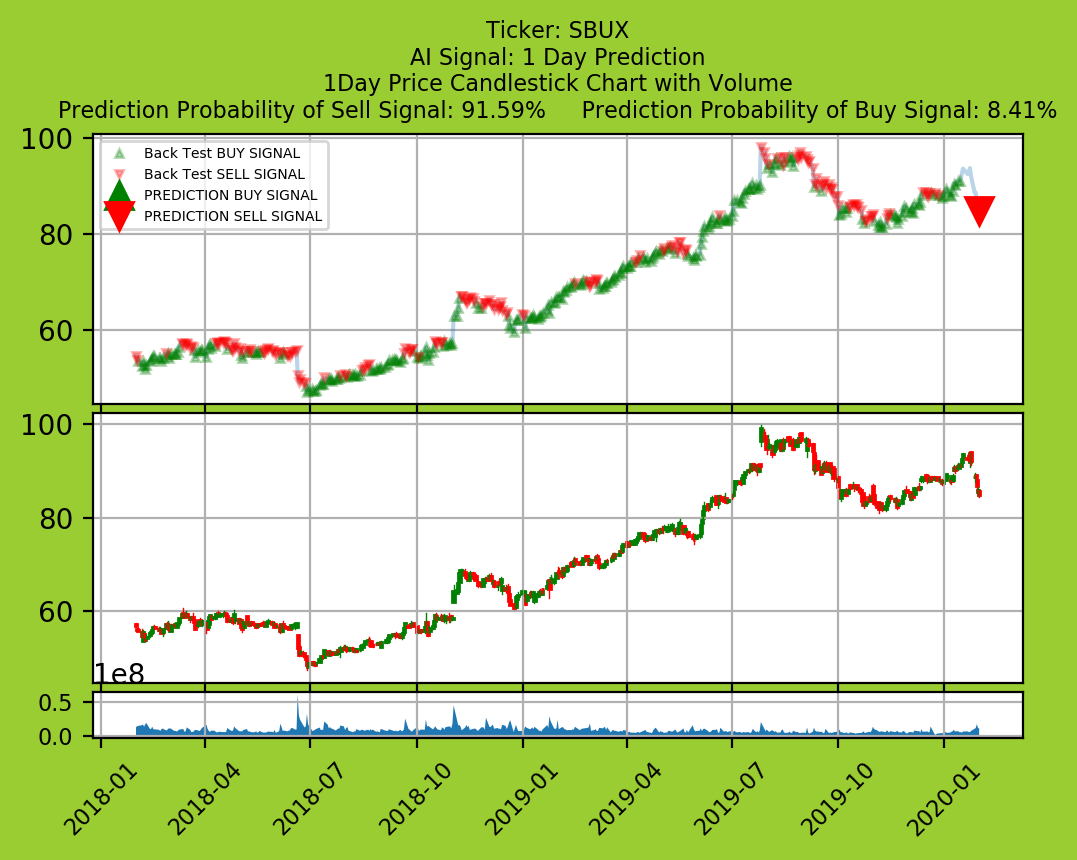 Ticker: SBUX
AI Signal: 1 Day Prediction
1Day Price Candlestick Chart with Volume
Prediction Probability of Sell Signal: 91.59% Prediction Probability of Buy Signal: 8.41%
100
80
60
Back Test BUY SIGNAL
Back Test SELL SIGNAL
PREDICTION BUY SIGNAL
PREDICTION SELL SIGNAL
100
80
60
1e8
0.5
0.0
2018-01 2018-04 2018-07 2018-10 2019-01 2019-04 2019-07 2019-10 2020-01